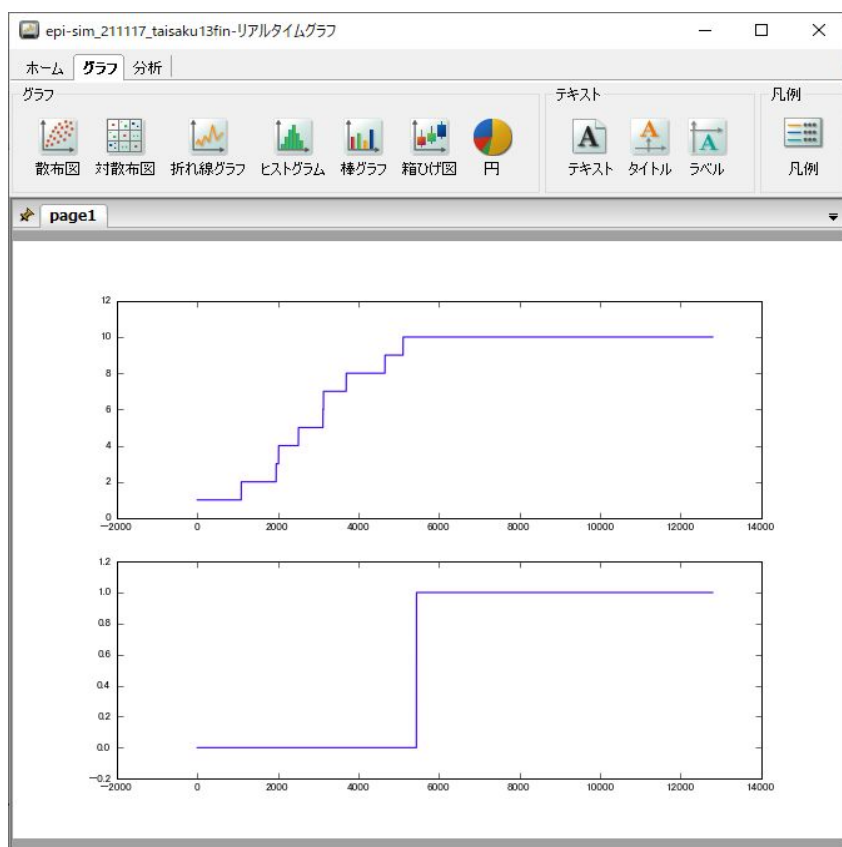 epi-sim_211117_taisaku13fin-リアルタイムグラフ
ホーム グラフ 分析
グラフ テキスト 凡例
散布図 対散布図 折れ線グラフ ヒストグラム 棒グラフ 箱ひげ図 円 テキスト タイトル ラベル 凡例
page1
12
10
8
6
4
2
0
−2000 0 2000 4000 6000 8000 10000 12000 14000
1.2
1.0
0.8
0.6
0.4
0.2
0.0
−0.2
−2000 0 2000 4000 6000 8000 10000 12000 14000